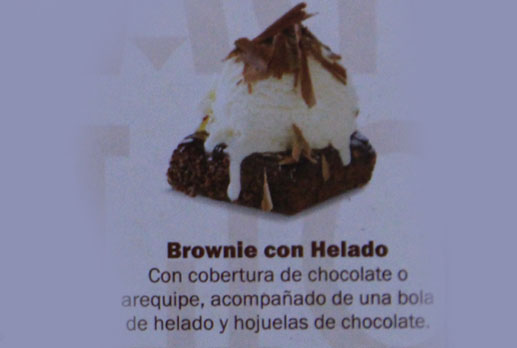 Brownie con Helado
Con cobertura de chocolate o
arequipe, acompañado de una bola
de helado y hojuelas de chocolate.